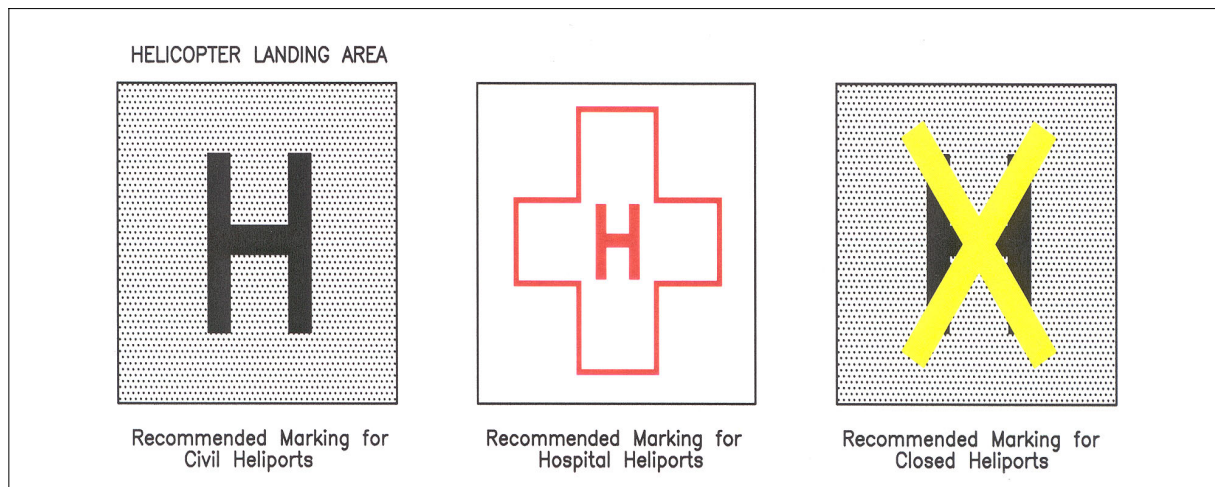 HELICOPTER LANDING AREA
H
H
H
Recommended Marking for
Civil Heliports
Recommended Marking for
Hospital Heliports
Recommended Marking for
Closed Heliports